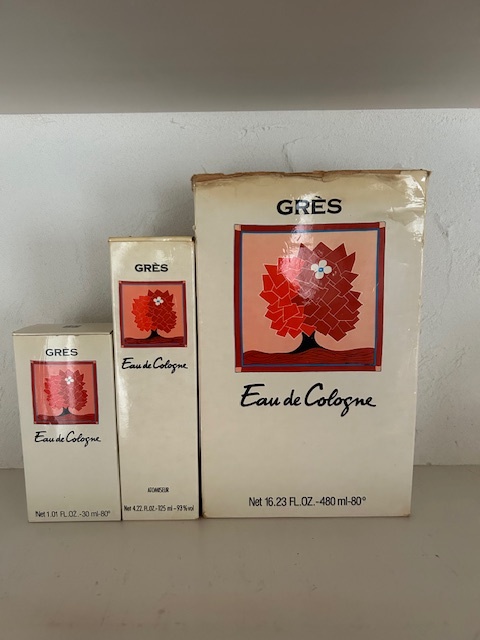 GRÈS
Eau de Cologne
Net 1.01 FL.OZ.-30 ml-80°
GRÈS
Eau de Cologne
ATOMISEUR
Net 4.22. FL.OZ.-125 ml-93% vol
GRÈS
Eau de Cologne
Net 16.23 FL.OZ.-480 ml-80°